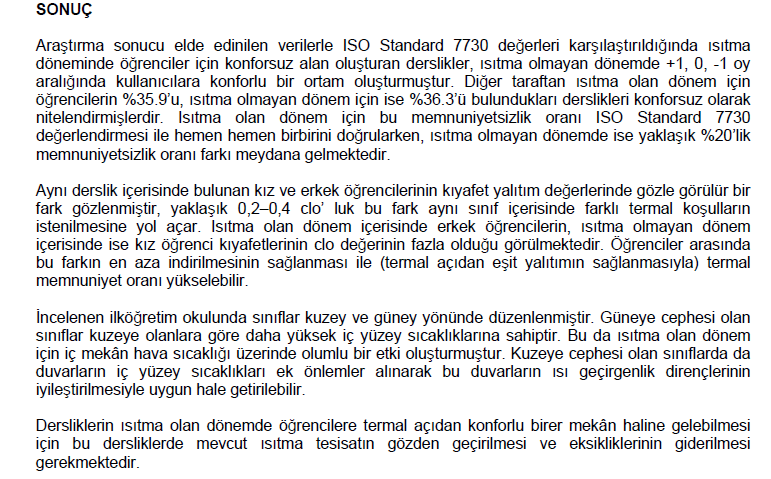 SONUÇ
Araştırma sonucu elde edinilen verilerle ISO Standard 7730 değerleri karşılaştırıldığında ısıtma
döneminde öğrenciler için konforsuz alan oluşturan derslikler, ısıtma olmayan dönemde +1, 0, -1 oy
aralığında kullanıcılara konforlu bir ortam oluşturmuştur. Diğer taraftan ısıtma olan dönem için
öğrencilerin %35.9’u, ısıtma olmayan dönem için ise %36.3’ü bulundukları derslikleri konforsuz olarak
nitelendirmişlerdir. Isıtma olan dönem için bu memnuniyetsizlik oranı ISO Standard 7730
değerlendirmesi ile hemen hemen birbirini doğrularken, ısıtma olmayan dönemde ise yaklaşık %20’lik
memnuniyetsizlik oranı farkı meydana gelmektedir.
Aynı derslik içerisinde bulunan kız ve erkek öğrencilerinin kıyafet yalıtım değerlerinde gözle görülür bir
fark gözlenmiştir, yaklaşık 0,2–0,4 clo’ luk bu fark aynı sınıf içerisinde farklı termal koşulların
istenilmesine yol açar. Isıtma olan dönem içerisinde erkek öğrencilerin, ısıtma olmayan dönem
içerisinde ise kız öğrenci kıyafetlerinin clo değerinin fazla olduğu görülmektedir. Öğrenciler arasında
bu farkın en aza indirilmesinin sağlanması ile (termal açıdan eşit yalıtımın sağlanmasıyla) termal
memnuniyet oranı yükselebilir.
İncelenen ilköğretim okulunda sınıflar kuzey ve güney yönünde düzenlenmiştir. Güneye cephesi olan
sınıflar kuzeye olanlara göre daha yüksek iç yüzey sıcaklıklarına sahiptir. Bu da ısıtma olan dönem
için iç mekân hava sıcaklığı üzerinde olumlu bir etki oluşturmuştur. Kuzeye cephesi olan sınıflarda da
duvarların iç yüzey sıcaklıkları ek önlemler alınarak bu duvarların ısı geçirgenlik dirençlerinin
iyileştirilmesiyle uygun hale getirilebilir.
Dersliklerin ısıtma olan dönemde öğrencilere termal açıdan konforlu birer mekân haline gelebilmesi
için bu dersliklerde mevcut ısıtma tesisatın gözden geçirilmesi ve eksikliklerinin giderilmesi
gerekmektedir.